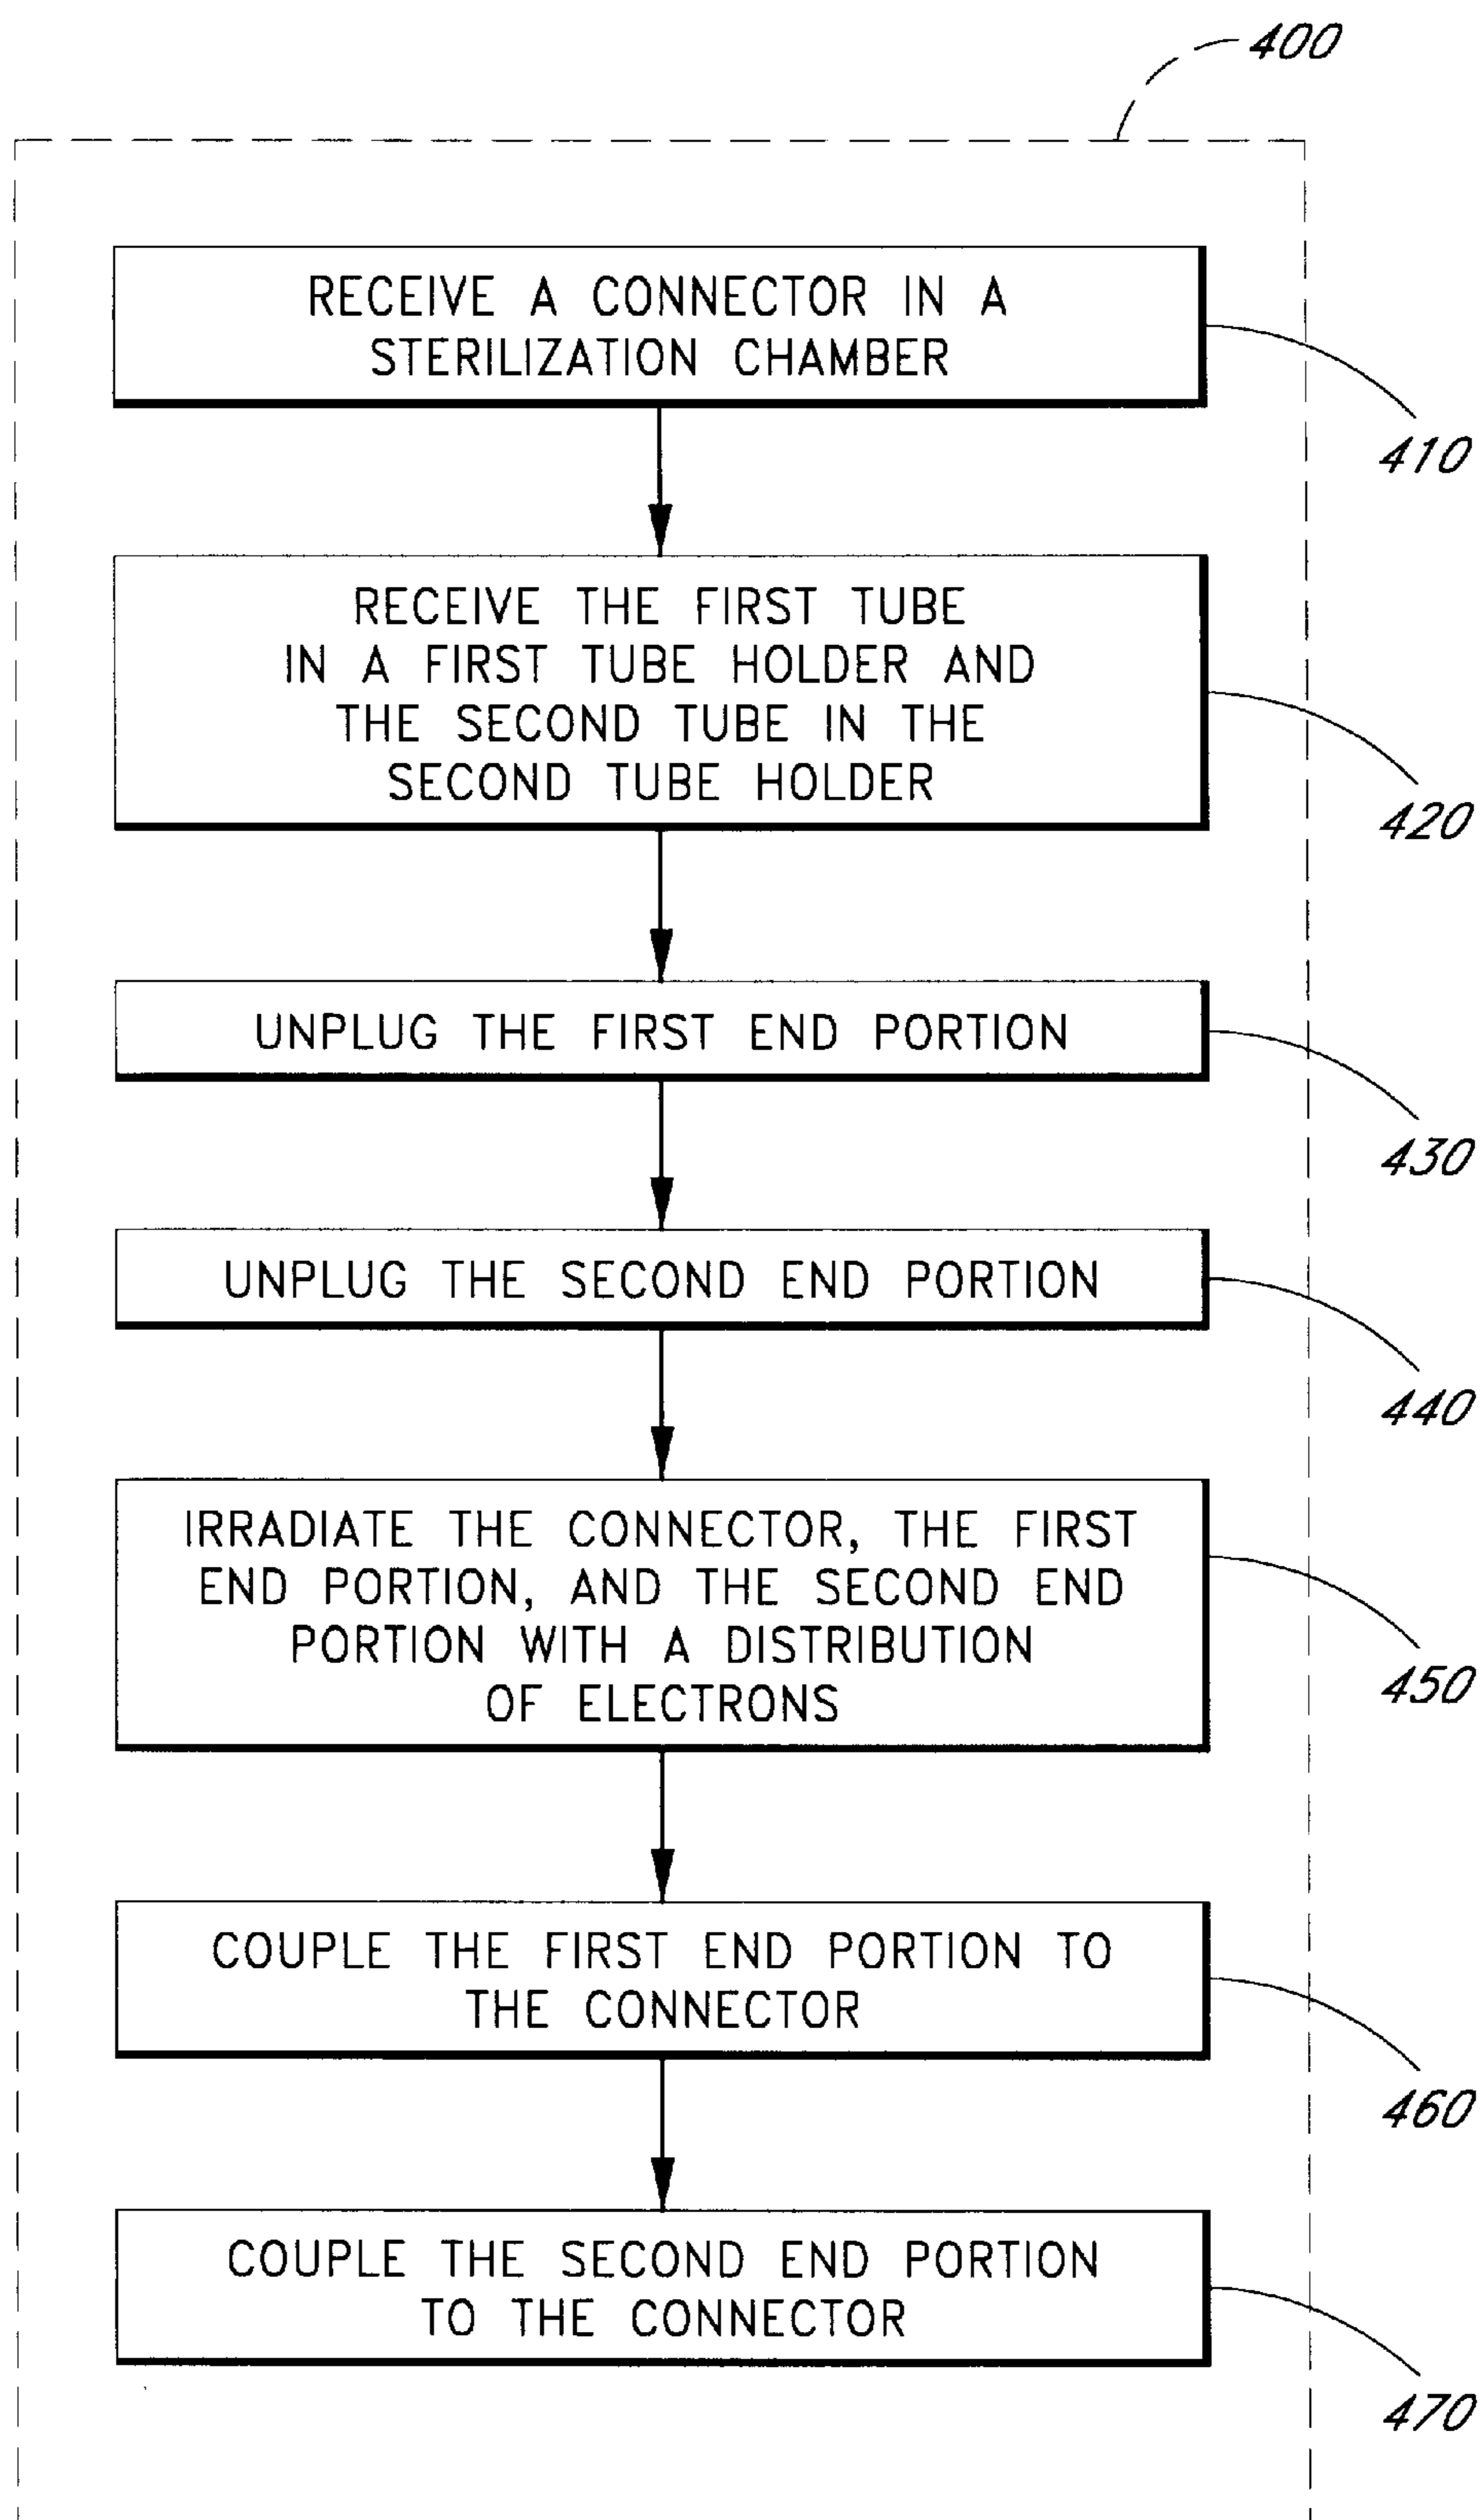 400
RECEIVE A CONNECTOR IN A
STERILIZATION CHAMBER
410
RECEIVE THE FIRST TUBE
IN A FIRST TUBE HOLDER AND
THE SECOND TUBE IN THE
SECOND TUBE HOLDER
420
UNPLUG THE FIRST END PORTION
430
UNPLUG THE SECOND END PORTION
440
IRRADIATE THE CONNECTOR, THE FIRST
END PORTION, AND THE SECOND END
PORTION WITH A DISTRIBUTION
OF ELECTRONS
450
COUPLE THE FIRST END PORTION TO
THE CONNECTOR
460
COUPLE THE SECOND END PORTION
TO THE CONNECTOR
470